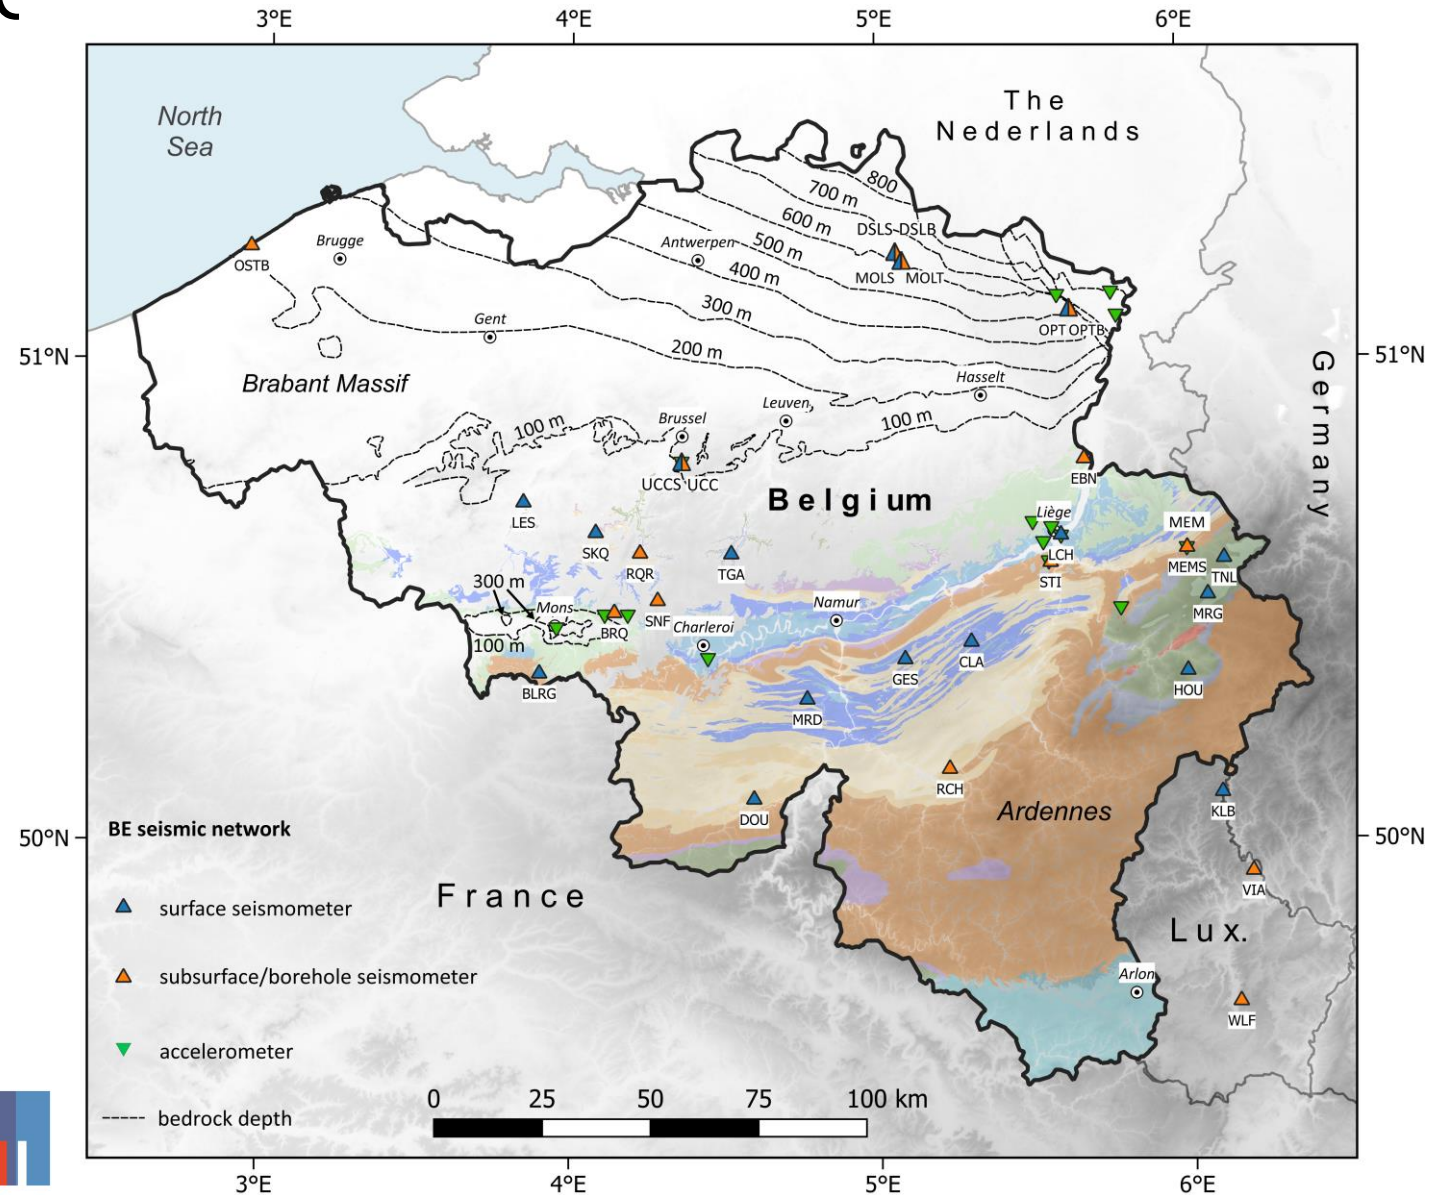 3°E
4°E
5°E
6°E
North
Sea
The
Nederlands
800
700 m
600 m
500 m
400 m
300 m
200 m
100 m
100 m
DSLS DSLB
MOLS
MOLT
Brugge
Antwerpen
OSTB
Gent
OPT OPTB
51°N
51°N
Brabant Massif
Hasselt
Leuven
Brussel
Germany
UCCS UCC
EBN
Belgium
LES
Liège
MEM
SKQ
LCH
RQR
TGA
STI
MEMS
TNL
300 m
Mons
Namur
MRG
SNF
BRQ
Charleroi
100 m
CLA
GES
BLRG
HOU
MRD
RCH
DOU
Ardennes
KLB
50°N
50°N
BE seismic network
France
VIA
surface seismometer
Lux.
subsurface/borehole seismometer
Arlon
WLF
accelerometer
0
25
50
75
100 km
bedrock depth
3°E
4°E
5°E
6°E